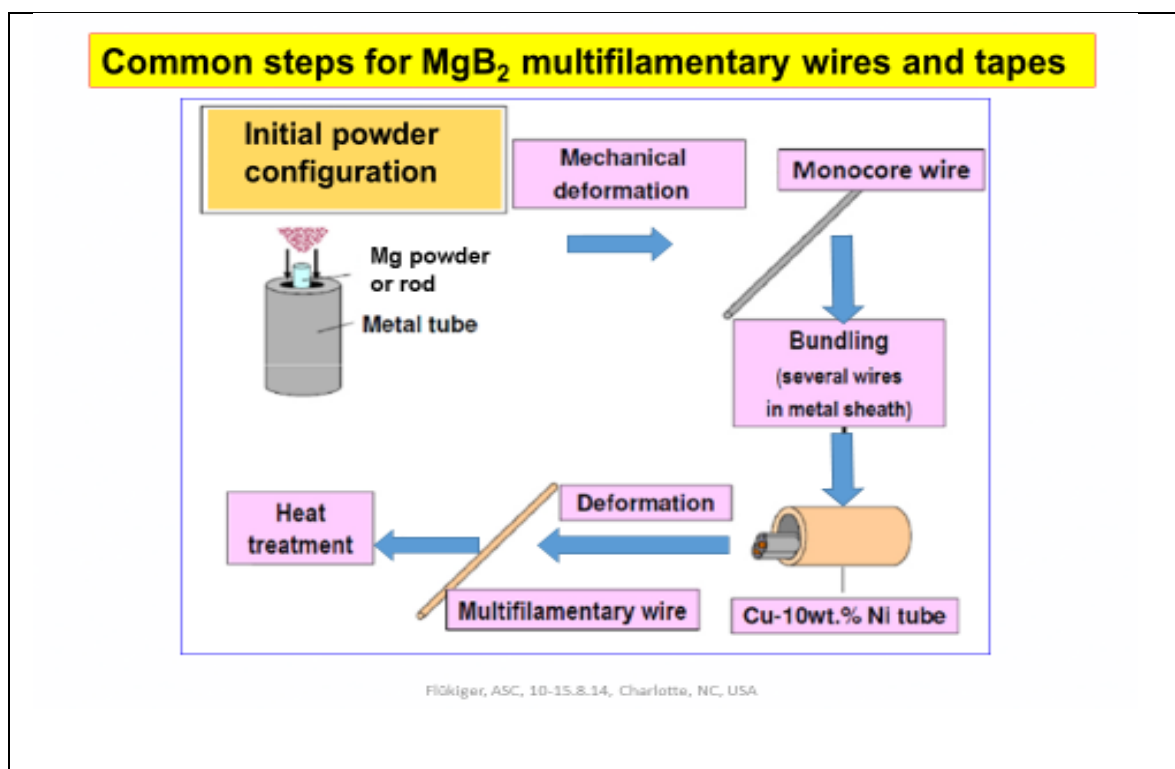 Common steps for MgB₂ multifilamentary wires and tapes
Initial powder
configuration
Mechanical
deformation
Monocore wire
Mg powder
or rod
Metal tube
Bundling
(several wires
in metal sheath)
Cu-10wt.% Ni tube
Deformation
Multifilamentary wire
Heat
treatment
Flükiger, ASC, 10-15.8.14, Charlotte, NC, USA